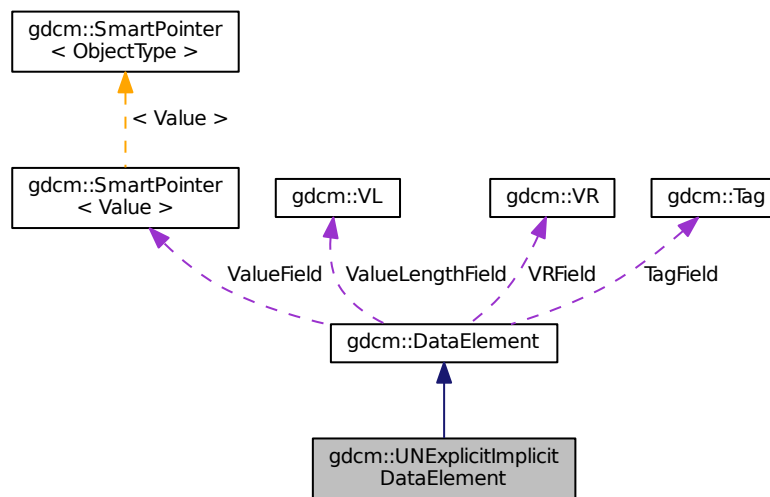 gdcm::SmartPointer
< ObjectType >
< Value >
gdcm::SmartPointer
< Value >
gdcm::VL
gdcm::VR
gdcm::Tag
ValueField
ValueLengthField
VRField
TagField
gdcm::DataElement
gdcm::UNExplicitImplicit
DataElement